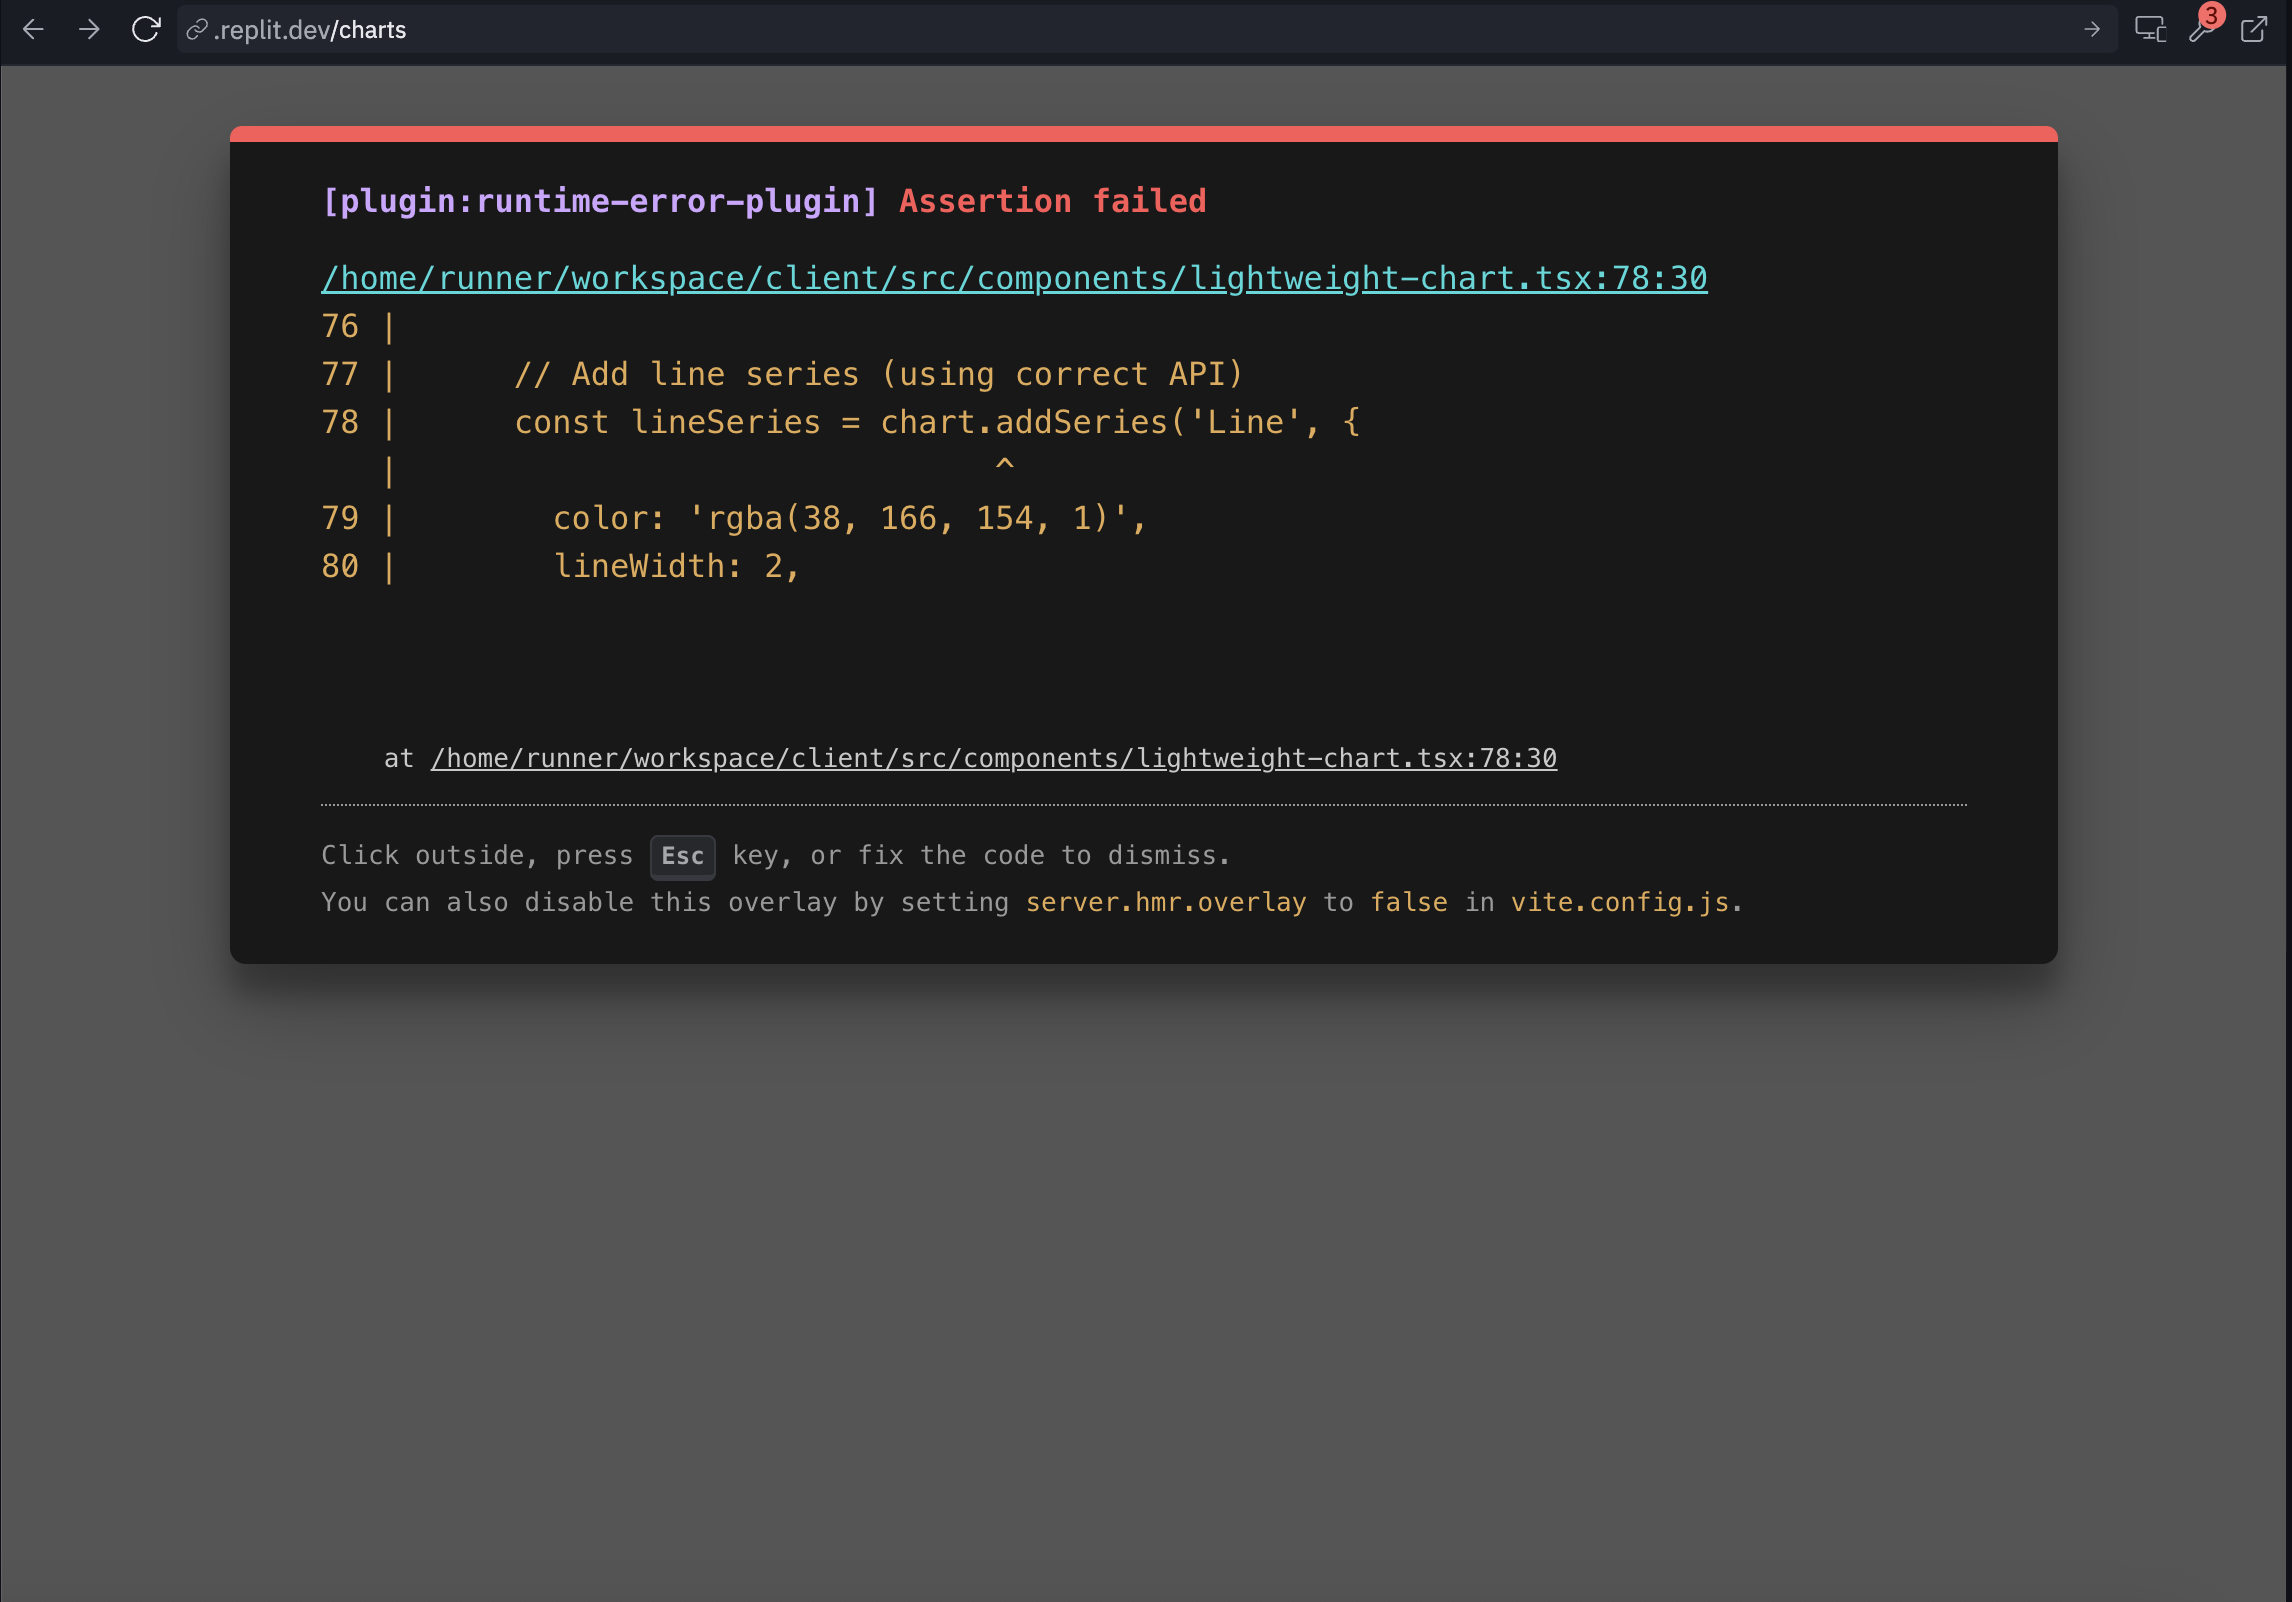 .replit.dev/charts
3
[plugin:runtime-error-plugin] Assertion failed
/home/runner/workspace/client/src/components/lightweight-chart.tsx:78:30
76 |
77 |      // Add line series (using correct API)
78 |      const lineSeries = chart.addSeries('Line', {
   |                               ^
79 |        color: 'rgba(38, 166, 154, 1)',
80 |        lineWidth: 2,
at /home/runner/workspace/client/src/components/lightweight-chart.tsx:78:30
Click outside, press Esc key, or fix the code to dismiss.
You can also disable this overlay by setting server.hmr.overlay to false in vite.config.js.